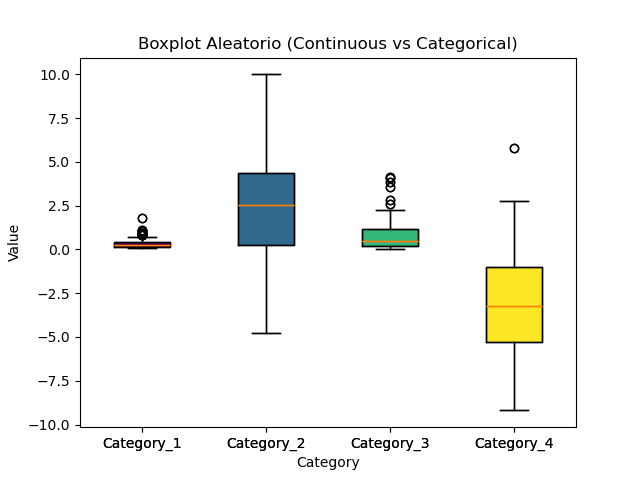 Boxplot Aleatorio (Continuous vs Categorical)
10.0
7.5
5.0
2.5
0.0
−2.5
−5.0
−7.5
−10.0
Value
Category_1 Category_2 Category_3 Category_4
Category